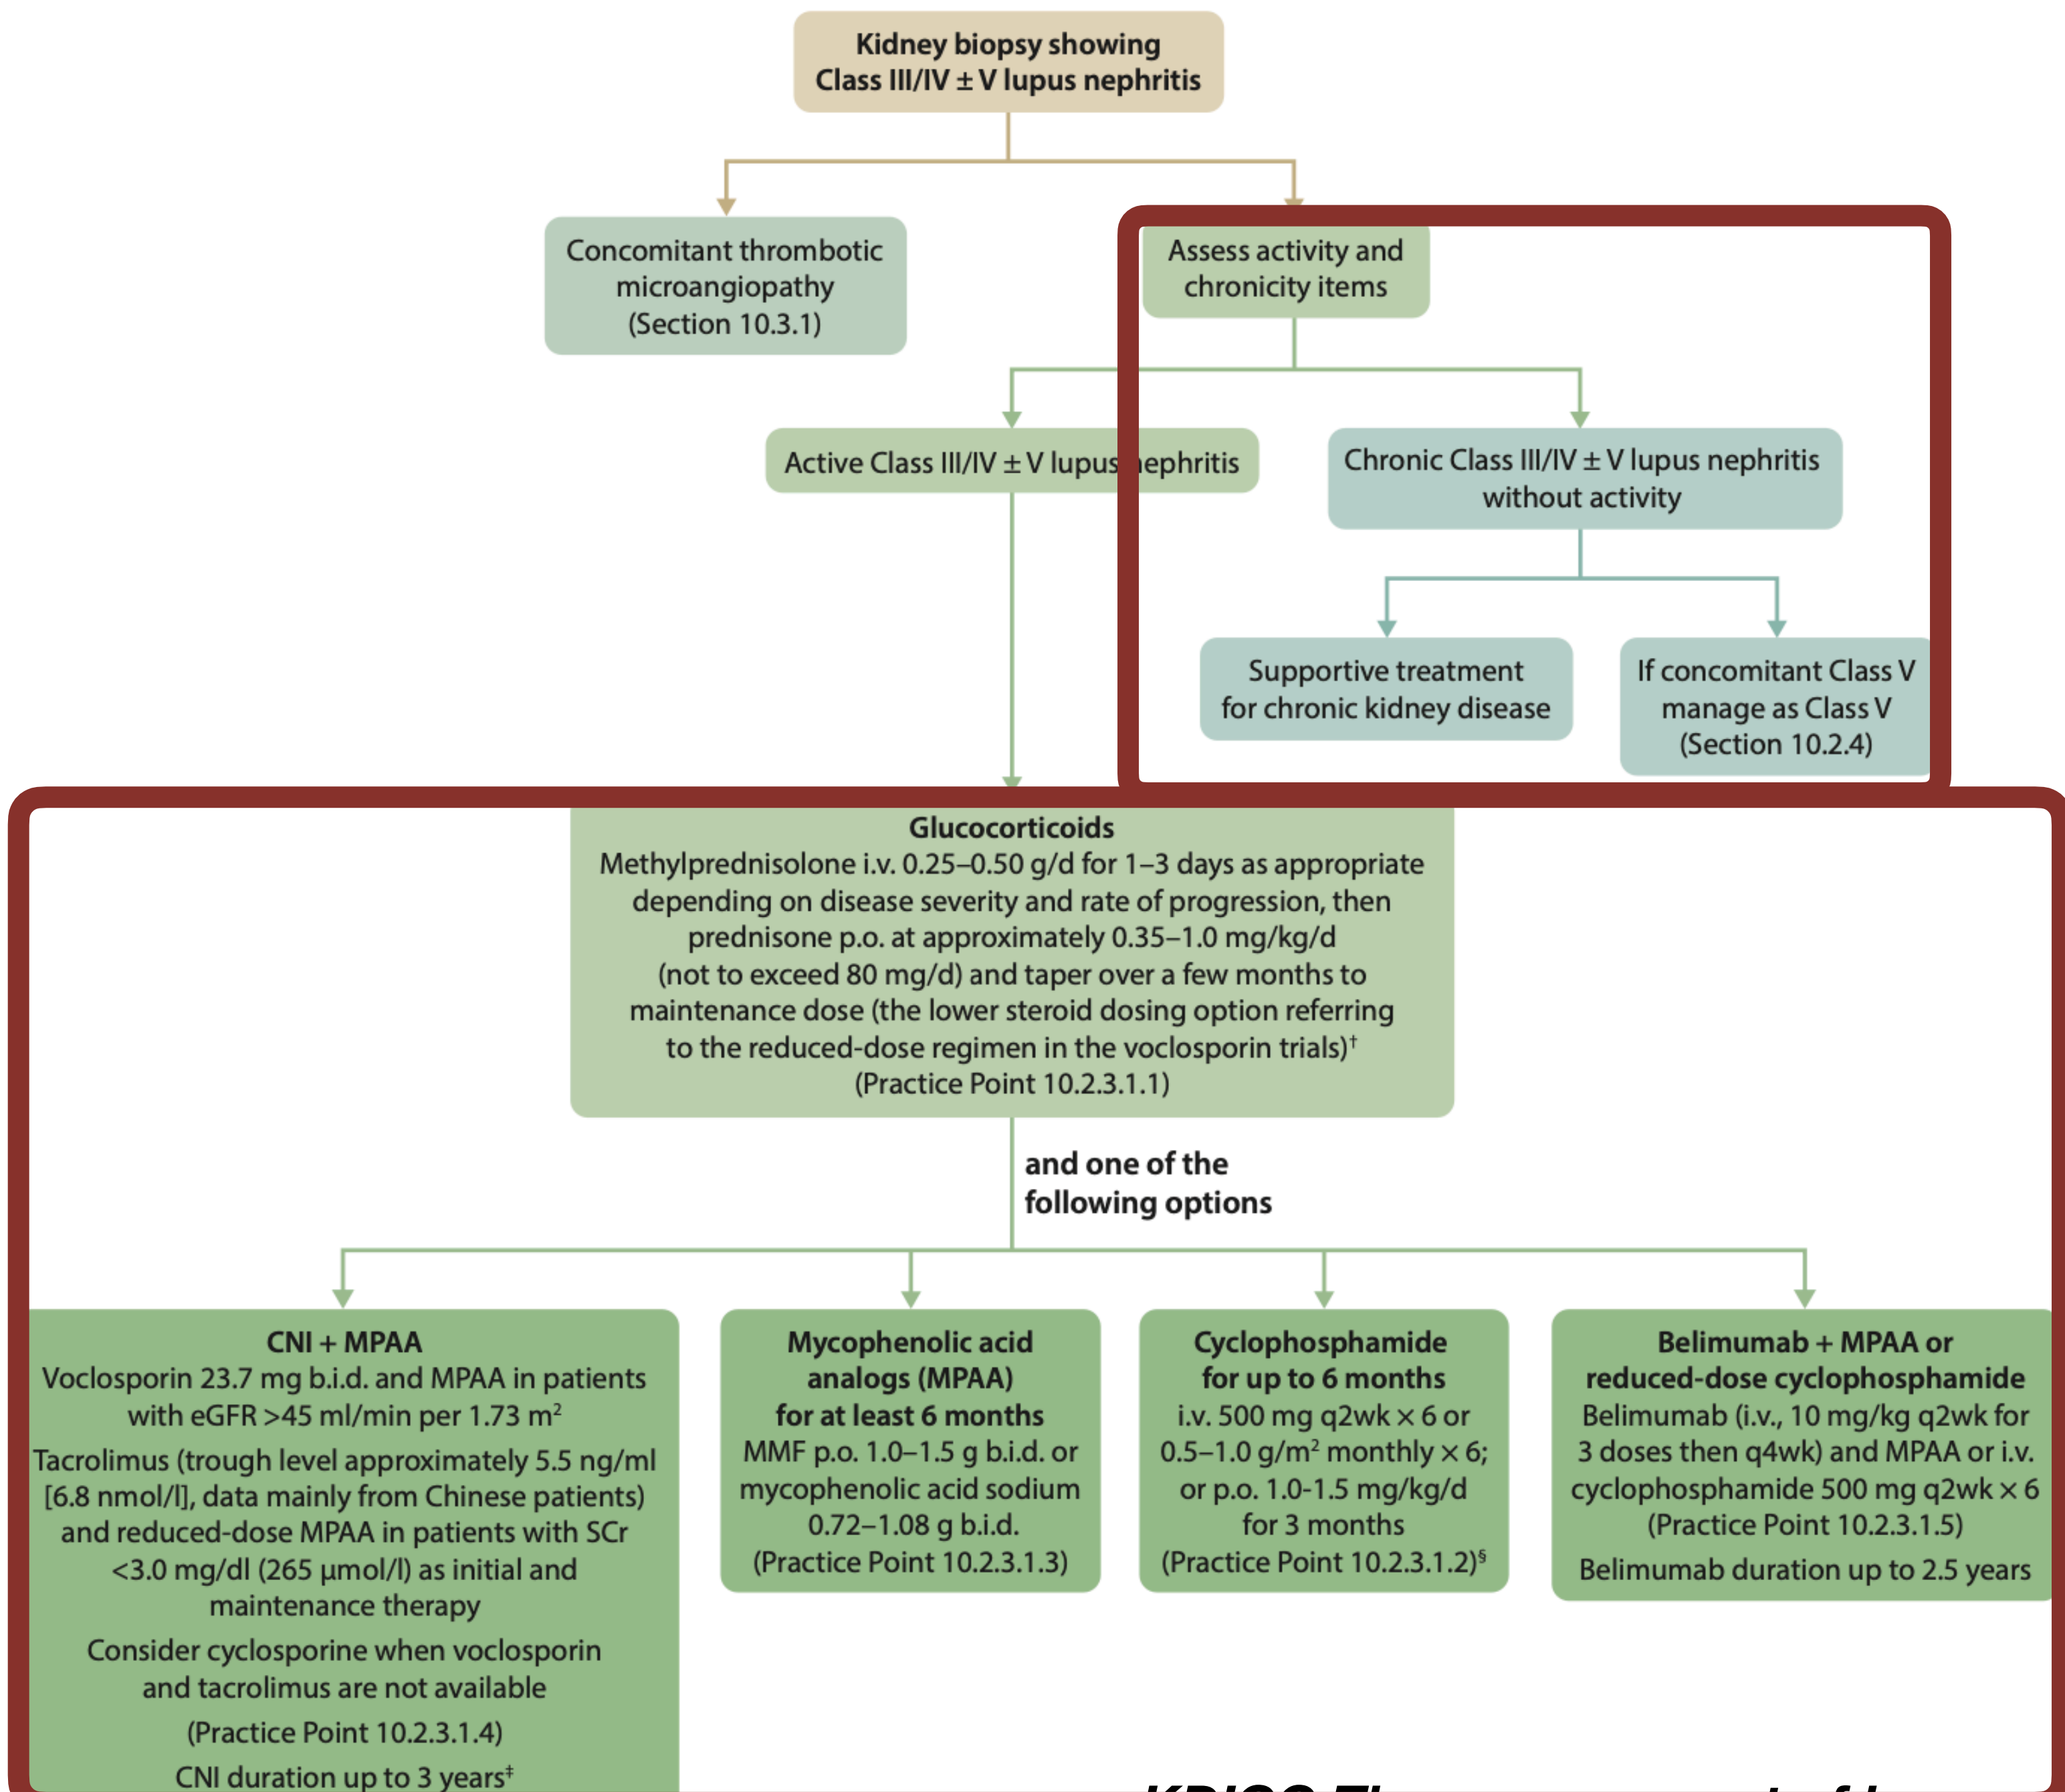 Kidney biopsy showing
Class III/IV ± V lupus nephritis
Concomitant thrombotic
microangiopathy
(Section 10.3.1)
Assess activity and
chronicity items
Active Class III/IV ± V lupus nephritis
Chronic Class III/IV ± V lupus nephritis
without activity
Supportive treatment
for chronic kidney disease
If concomitant Class V
manage as Class V
(Section 10.2.4)
Glucocorticoids
Methylprednisolone i.v. 0.25–0.50 g/d for 1–3 days as appropriate
depending on disease severity and rate of progression, then
prednisone p.o. at approximately 0.35–1.0 mg/kg/d
(not to exceed 80 mg/d) and taper over a few months to
maintenance dose (the lower steroid dosing option referring
to the reduced-dose regimen in the voclosporin trials)†
(Practice Point 10.2.3.1.1)
and one of the
following options
CNI + MPAA
Voclosporin 23.7 mg b.i.d. and MPAA in patients
with eGFR >45 ml/min per 1.73 m²
Tacrolimus (trough level approximately 5.5 ng/ml
[6.8 nmol/l], data mainly from Chinese patients)
and reduced-dose MPAA in patients with SCr
<3.0 mg/dl (265 μmol/l) as initial and
maintenance therapy
Consider cyclosporine when voclosporin
and tacrolimus are not available
(Practice Point 10.2.3.1.4)
CNI duration up to 3 years‡
Mycophenolic acid
analogs (MPAA)
for at least 6 months
MMF p.o. 1.0–1.5 g b.i.d. or
mycophenolic acid sodium
0.72–1.08 g b.i.d.
(Practice Point 10.2.3.1.3)
Cyclophosphamide
for up to 6 months
i.v. 500 mg q2wk × 6 or
0.5–1.0 g/m² monthly × 6;
or p.o. 1.0-1.5 mg/kg/d
for 3 months
(Practice Point 10.2.3.1.2)§
Belimumab + MPAA or
reduced-dose cyclophosphamide
Belimumab (i.v., 10 mg/kg q2wk for
3 doses then q4wk) and MPAA or i.v.
cyclophosphamide 500 mg q2wk × 6
(Practice Point 10.2.3.1.5)
Belimumab duration up to 2.5 years